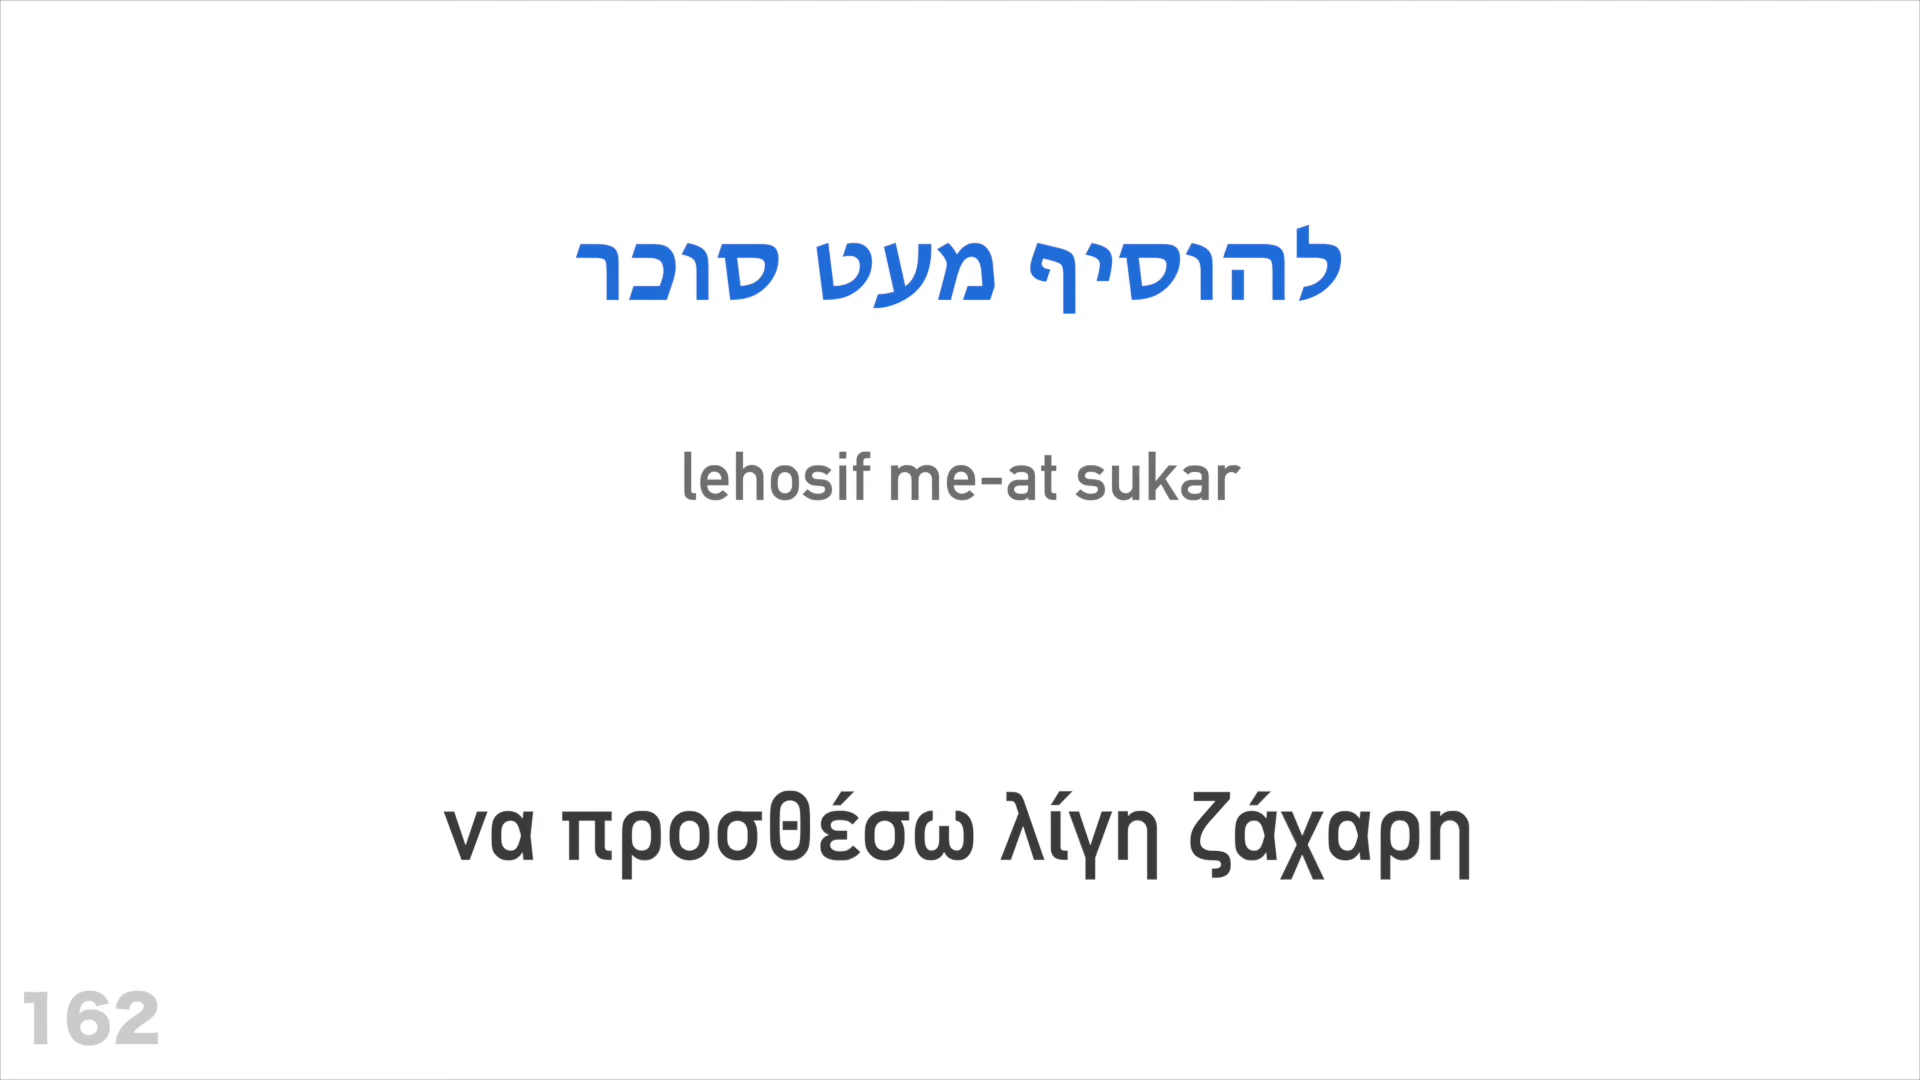 להוסיף מעט סוכר
lehosif me-at sukar
να προσθέσω λίγη ζάχαρη
162